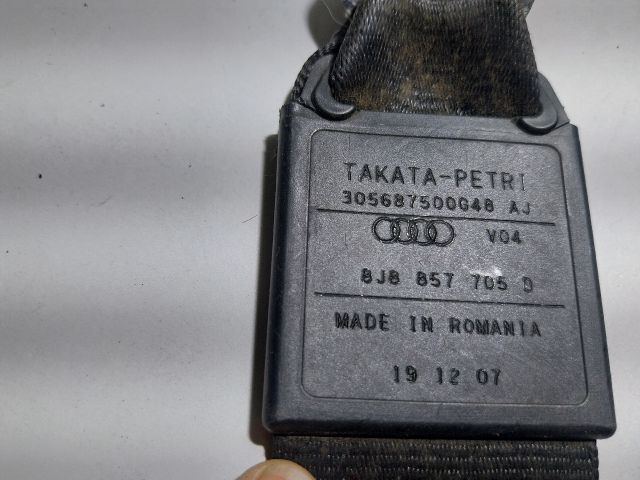 TAKATA-PETRI
305687500G48 AJ
V04
8J8 857 705 D
MADE IN ROMANIA
19 12 07